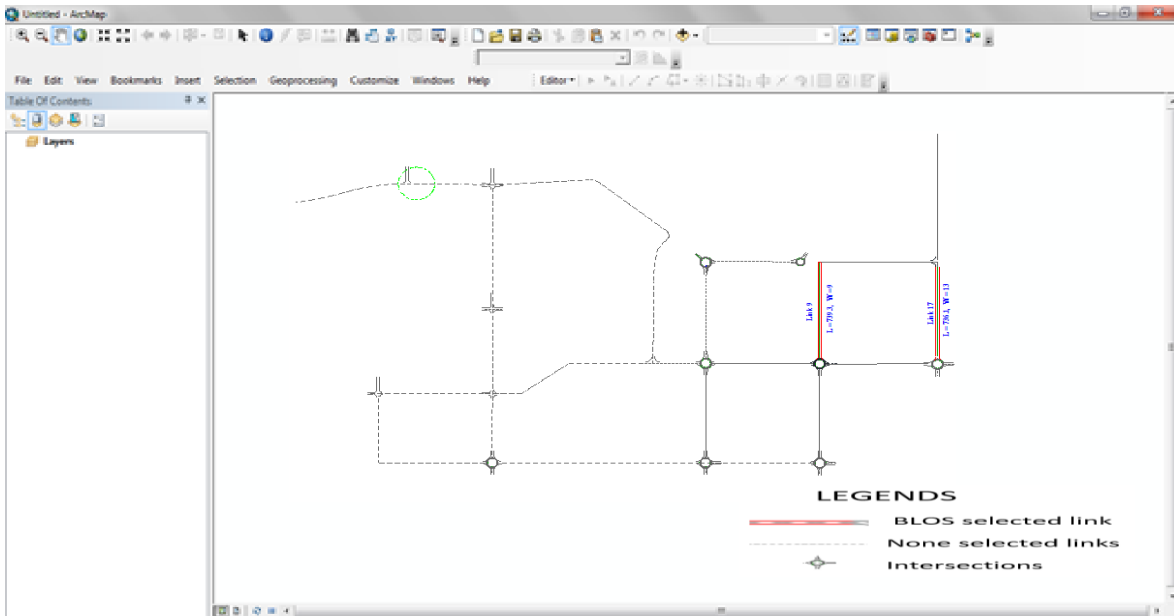 Untitled - ArcMap
File Edit View Bookmarks Insert Selection Geoprocessing Customize Windows Help
Editor
Table Of Contents
Layers
Link 9
L=739.3, W=9
Link 17
L=736.1, W=13
LEGENDS
BLOS selected link
None selected links
Intersections